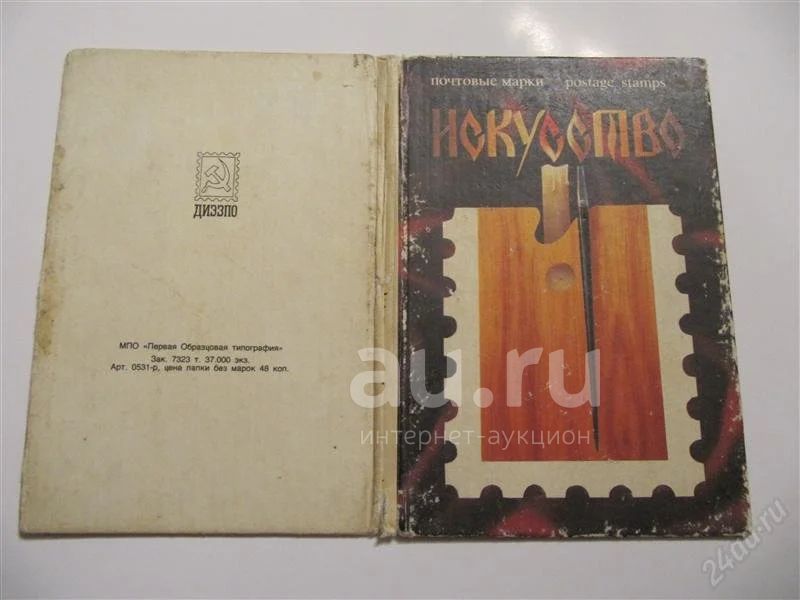 почтовые марки postage stamps
ИСКУССТВО
ДИЭЗПО
МПО «Первая Образцовая типография»
Зак. 7323 т. 37.000 экз.
Арт. 0531-р, цена папки без марок 48 коп.
au.ru
интернет-аукцион
24au.ru